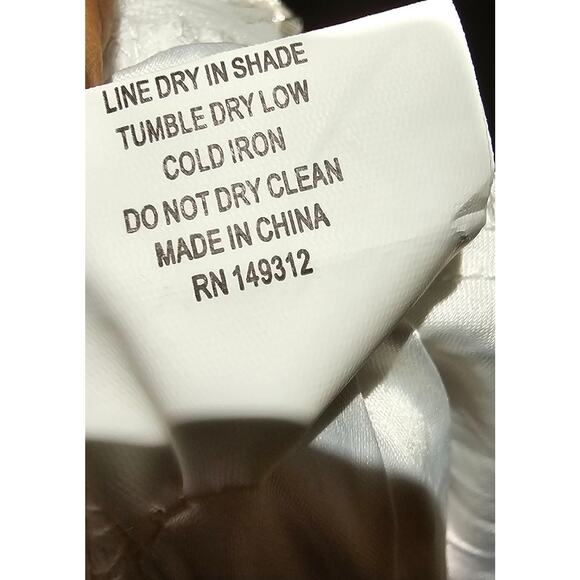 LINE DRY IN SHADE
TUMBLE DRY LOW
COLD IRON
DO NOT DRY CLEAN
MADE IN CHINA
RN 149312